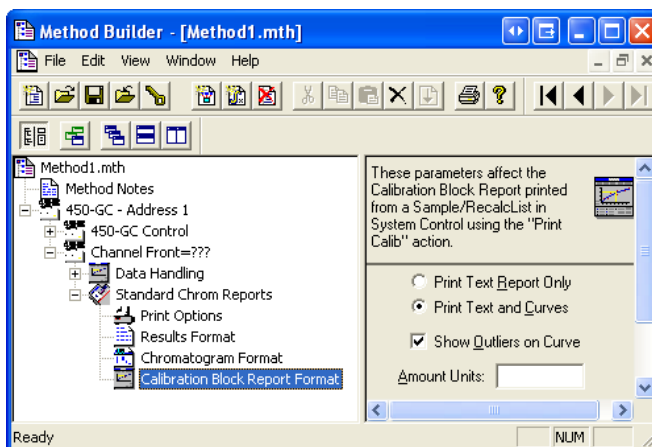 Method Builder - [Method1.mth]
File Edit View Window Help
Method1.mth
Method Notes
450-GC - Address 1
450-GC Control
Channel Front=???
Data Handling
Standard Chrom Reports
Print Options
Results Format
Chromatogram Format
Calibration Block Report Format
These parameters affect the
Calibration Block Report printed
from a Sample/RecalcList in
System Control using the "Print
Calib" action.
Print Text Report Only
Print Text and Curves
Show Outliers on Curve
Amount Units:
Ready
NUM